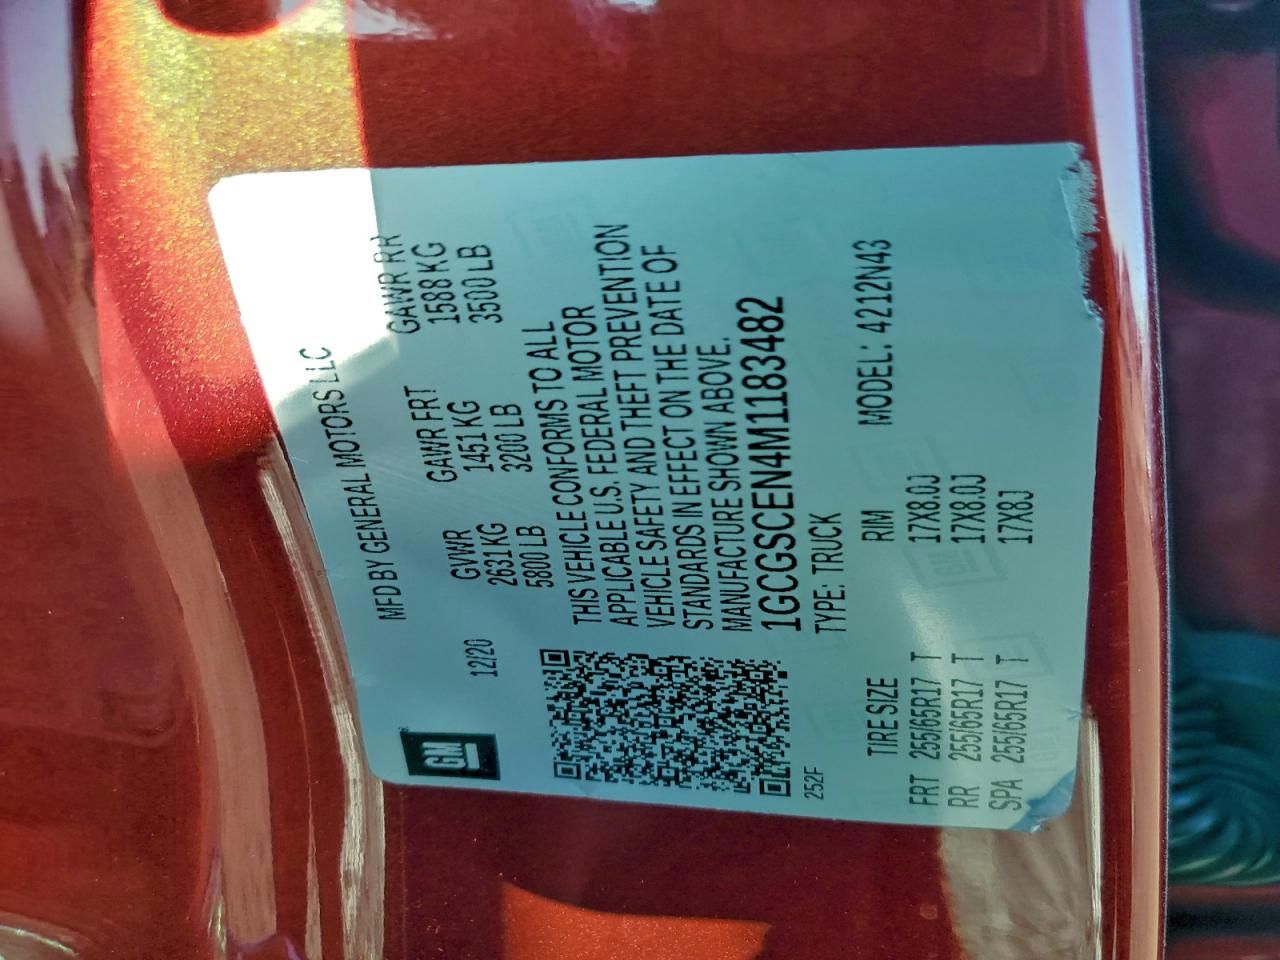 GM
MFD BY GENERAL MOTORS LLC
12/20 GVWR GAWR FRT GAWR RR
2631 KG 1451 KG 1588 KG
5800 LB 3200 LB 3500 LB
THIS VEHICLE CONFORMS TO ALL
APPLICABLE U.S. FEDERAL MOTOR
VEHICLE SAFETY AND THEFT PREVENTION
STANDARDS IN EFFECT ON THE DATE OF
MANUFACTURE SHOWN ABOVE.
1GCGSCEN4M1183482
252F TYPE: TRUCK
TIRE SIZE RIM MODEL: 4212N43
FRT 255/65R17 T 17X8.0J
RR 255/65R17 T 17X8.0J
SPA 255/65R17 T 17X8J